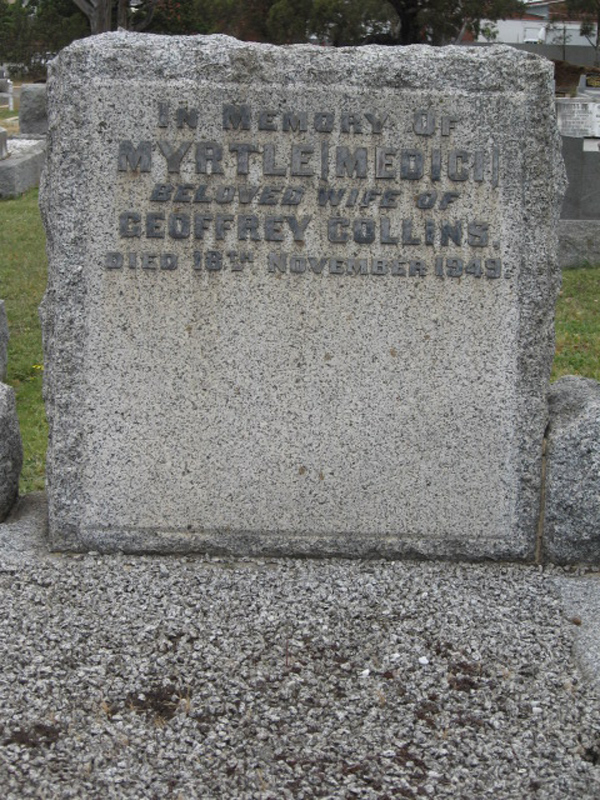 IN MEMORY OF
MYRTLE (MEDICI)
BELOVED WIFE OF
GEOFFREY COLLINS.
DIED 18TH NOVEMBER 1949.